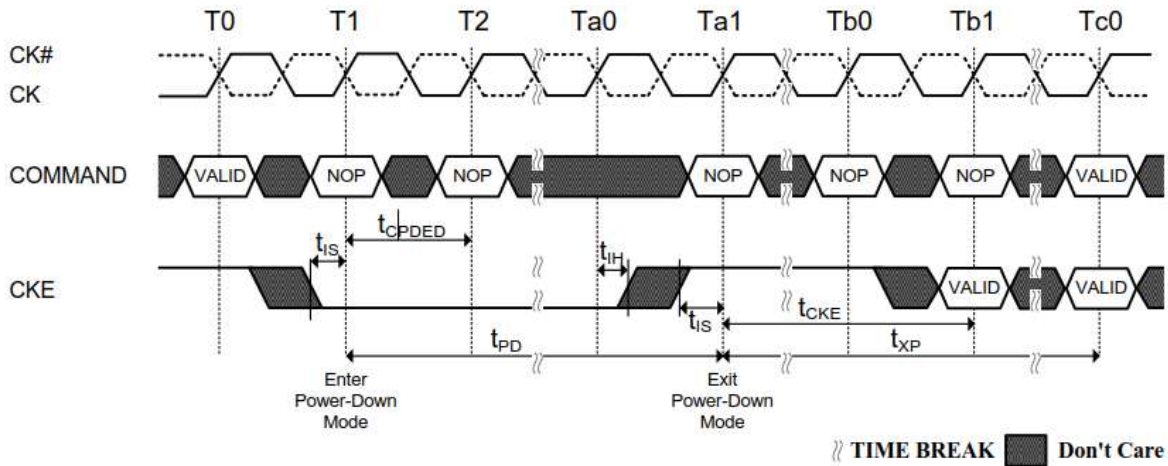 T0 T1 T2 Ta0 Ta1 Tb0 Tb1 Tc0
CK#
CK
COMMAND VALID NOP NOP NOP NOP NOP VALID
tCPDED
tIS tIH
CKE VALID VALID
tIS tCKE
tPD tXP
Enter Power-Down Mode
Exit Power-Down Mode
TIME BREAK Don't Care